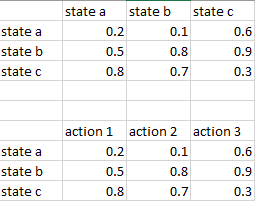 state a state b state c
state a 0.2 0.1 0.6
state b 0.5 0.8 0.9
state c 0.8 0.7 0.3
action 1 action 2 action 3
state a 0.2 0.1 0.6
state b 0.5 0.8 0.9
state c 0.8 0.7 0.3